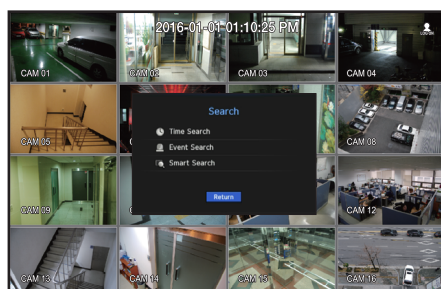 2016-01-01 01:10:25 PM
LOG ON
CAM 01
CAM 02
CAM 03
CAM 04
Search
Time Search
CAM 05
Event Search
CAM 08
Smart Search
Return
CAM 09
CAM 12
CAM 13
CAM 14
CAM 15
CAM 16